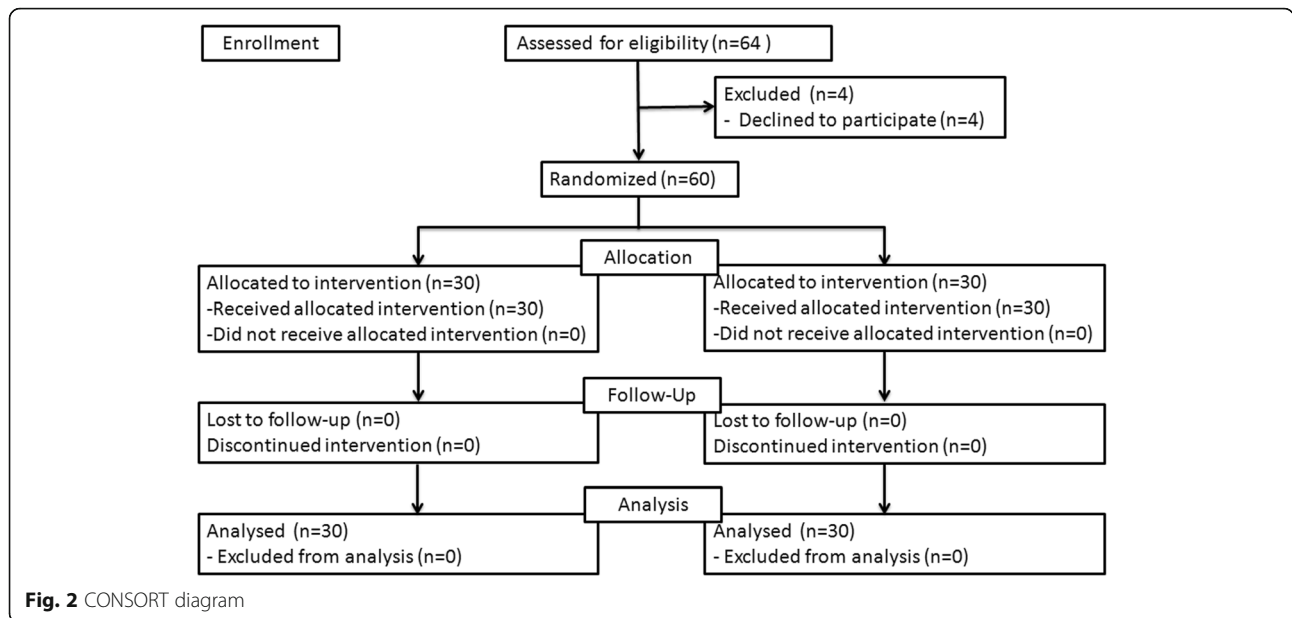 Enrollment
Assessed for eligibility (n=64 )
Excluded (n=4)
- Declined to participate (n=4)
Randomized (n=60)
Allocation
Allocated to intervention (n=30)
-Received allocated intervention (n=30)
-Did not receive allocated intervention (n=0)
Allocated to intervention (n=30)
-Received allocated intervention (n=30)
-Did not receive allocated intervention (n=0)
Follow-Up
Lost to follow-up (n=0)
Discontinued intervention (n=0)
Lost to follow-up (n=0)
Discontinued intervention (n=0)
Analysis
Analysed (n=30)
- Excluded from analysis (n=0)
Analysed (n=30)
- Excluded from analysis (n=0)
Fig. 2 CONSORT diagram